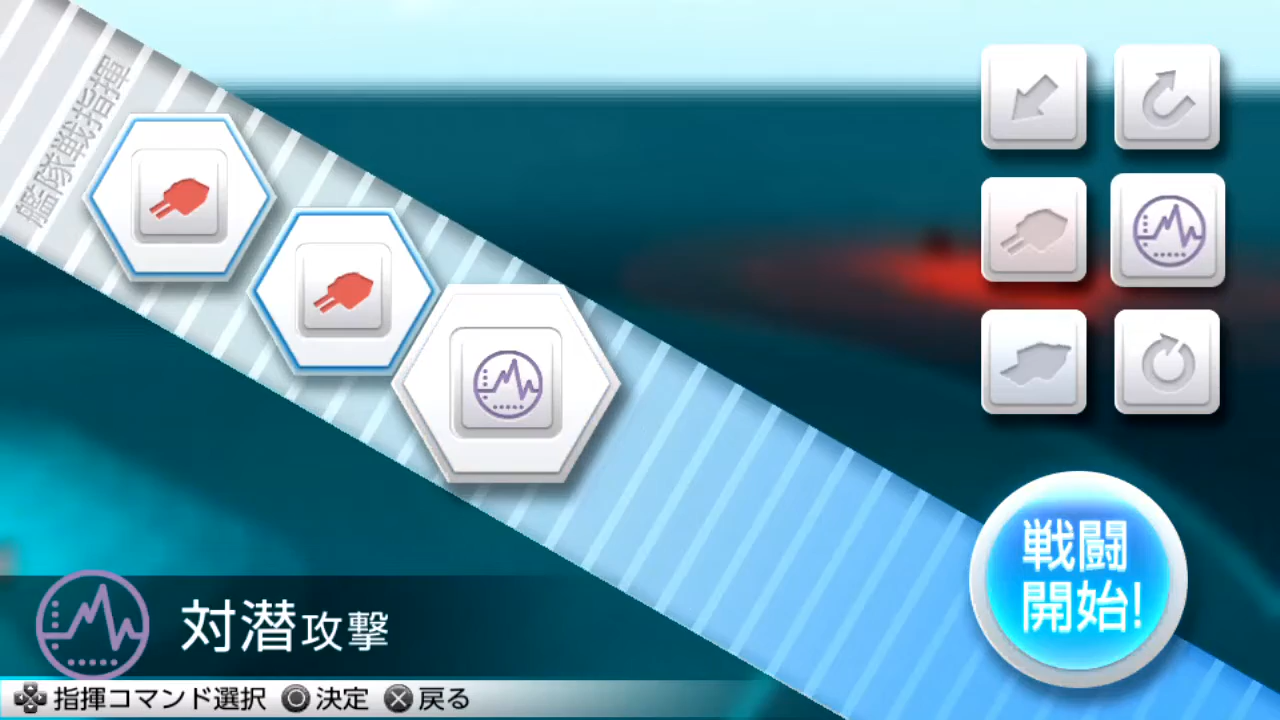 艦隊戦指揮
戦闘
開始!
対潜攻撃
指揮コマンド選択 決定 戻る